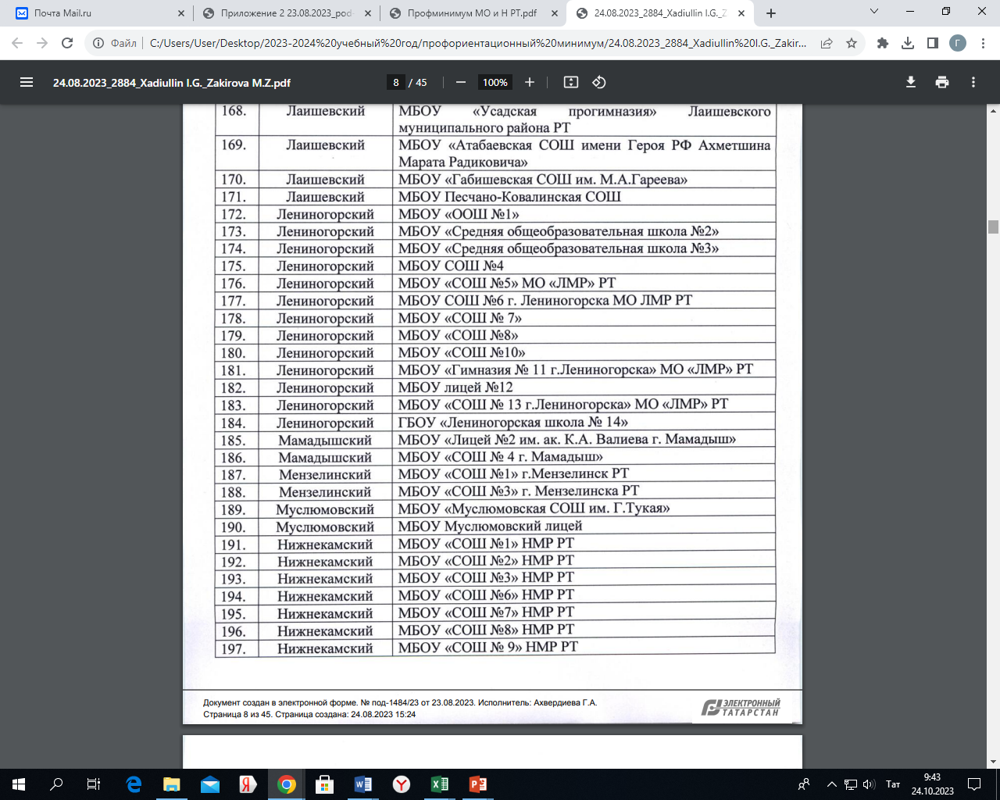 Почта Mail.ru
Приложение 2 23.08.2023_pod-
Профминимум МО и Н РТ.pdf
24.08.2023_2884_Xadiullin I.G._Z
Файл
C:/Users/User/Desktop/2023-2024%20учебный%20год/профориентационный%20минимум/24.08.2023_2884_Xadiullin%20I.G._Zakir...
Г
24.08.2023_2884_Xadiullin I.G._Zakirova M.Z.pdf
8 / 45
100%
168. Лаишевский МБОУ «Усадская прогимназия» Лаишевского
муниципального района РТ
169. Лаишевский МБОУ «Атабаевская СОШ имени Героя РФ Ахметшина
Марата Радиковича»
170. Лаишевский МБОУ «Габишевская СОШ им. М.А.Гареева»
171. Лаишевский МБОУ Песчано-Ковалинская СОШ
172. Лениногорский МБОУ «ООШ №1»
173. Лениногорский МБОУ «Средняя общеобразовательная школа №2»
174. Лениногорский МБОУ «Средняя общеобразовательная школа №3»
175. Лениногорский МБОУ СОШ №4
176. Лениногорский МБОУ «СОШ №5» МО «ЛМР» РТ
177. Лениногорский МБОУ СОШ №6 г. Лениногорска МО ЛМР РТ
178. Лениногорский МБОУ «СОШ № 7»
179. Лениногорский МБОУ «СОШ №8»
180. Лениногорский МБОУ «СОШ №10»
181. Лениногорский МБОУ «Гимназия № 11 г.Лениногорска» МО «ЛМР» РТ
182. Лениногорский МБОУ лицей №12
183. Лениногорский МБОУ «СОШ № 13 г.Лениногорска» МО «ЛМР» РТ
184. Лениногорский ГБОУ «Лениногорская школа № 14»
185. Мамадышский МБОУ «Лицей №2 им. ак. К.А. Валиева г. Мамадыш»
186. Мамадышский МБОУ «СОШ № 4 г. Мамадыш»
187. Мензелинский МБОУ «СОШ №1» г.Мензелинск РТ
188. Мензелинский МБОУ «СОШ №3» г. Мензелинска РТ
189. Муслюмовский МБОУ «Муслюмовская СОШ им. Г.Тукая»
190. Муслюмовский МБОУ Муслюмовский лицей
191. Нижнекамский МБОУ «СОШ №1» НМР РТ
192. Нижнекамский МБОУ «СОШ №2» НМР РТ
193. Нижнекамский МБОУ «СОШ №3» НМР РТ
194. Нижнекамский МБОУ «СОШ №6» НМР РТ
195. Нижнекамский МБОУ «СОШ №7» НМР РТ
196. Нижнекамский МБОУ «СОШ №8» НМР РТ
197. Нижнекамский МБОУ «СОШ № 9» НМР РТ
Документ создан в электронной форме. № под-1484/23 от 23.08.2023. Исполнитель: Ахвердиева Г.А.
Страница 8 из 45. Страница создана: 24.08.2023 15:24
ЭЛЕКТРОННЫЙ
ТАТАРСТАН
Тат
9:43
24.10.2023